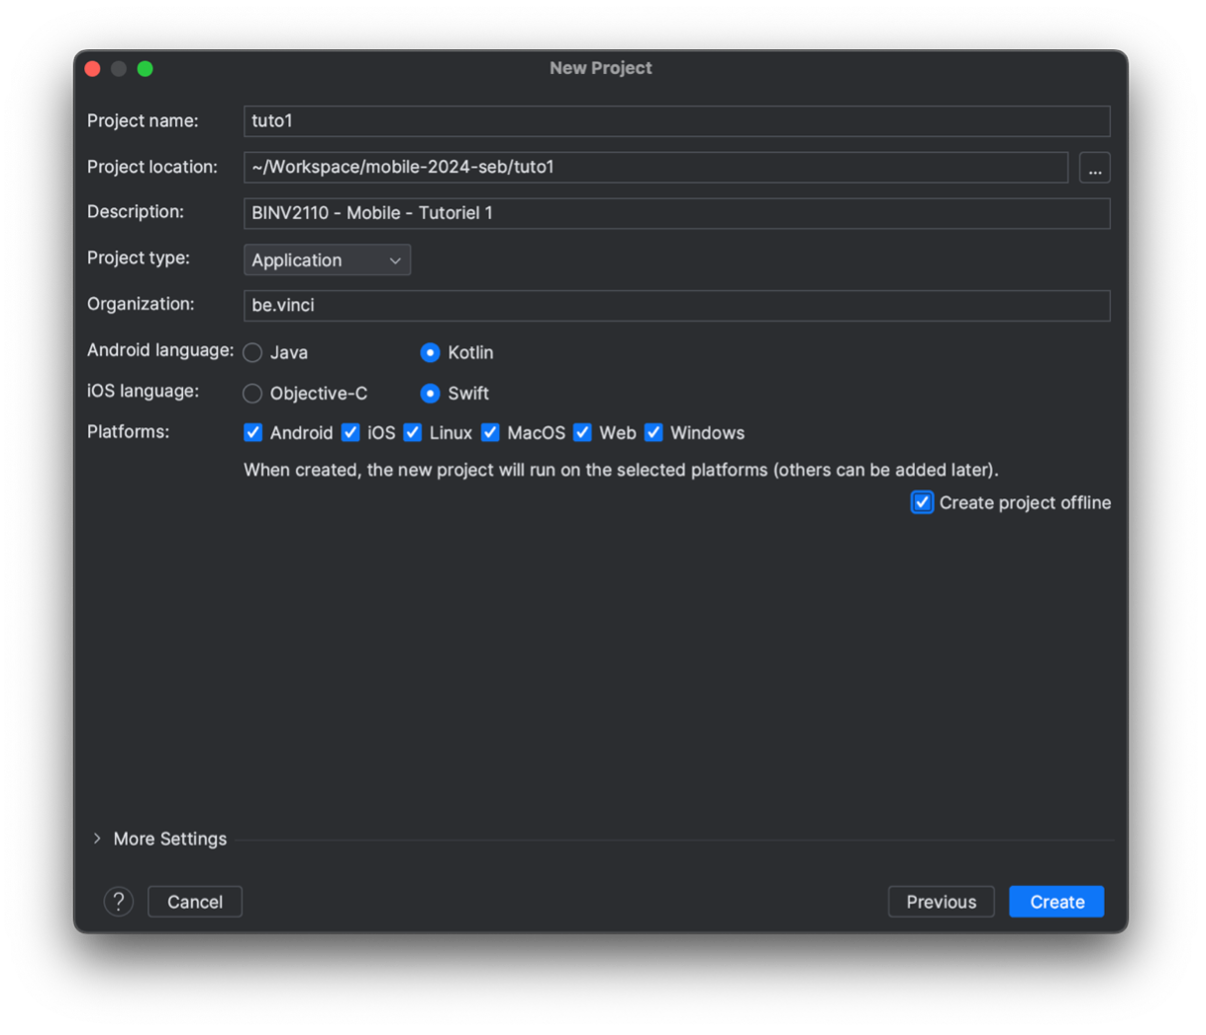 New Project
Project name: tuto1
Project location: ~/Workspace/mobile-2024-seb/tuto1 ...
Description: BINV2110 - Mobile - Tutoriel 1
Project type: Application
Organization: be.vinci
Android language: Java Kotlin
iOS language: Objective-C Swift
Platforms: Android iOS Linux MacOS Web Windows
When created, the new project will run on the selected platforms (others can be added later).
Create project offline
More Settings
? Cancel Previous Create